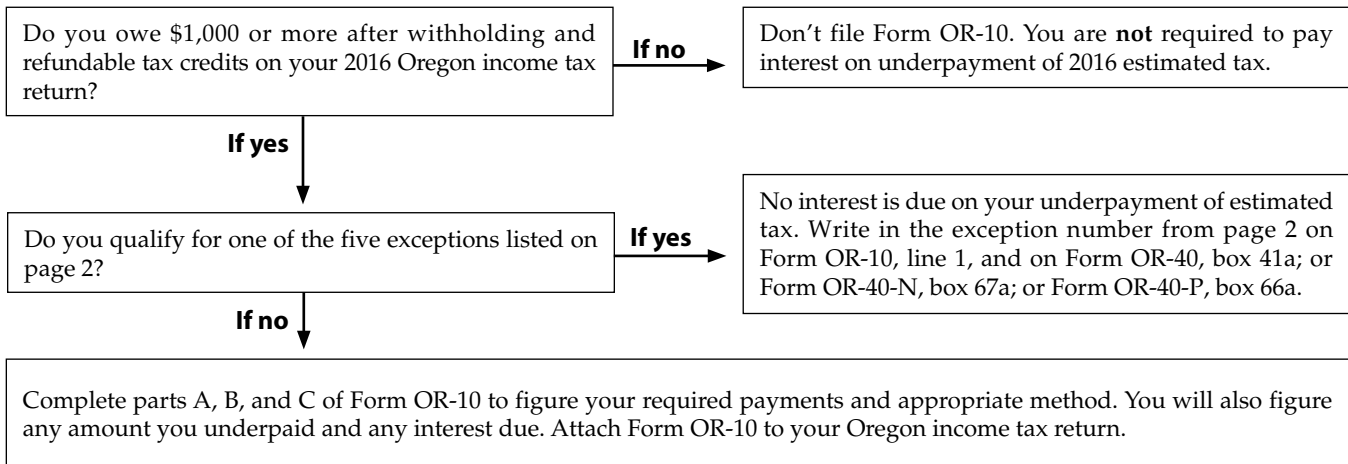 Do you owe $1,000 or more after withholding and
refundable tax credits on your 2016 Oregon income tax
return?
If no
Don't file Form OR-10. You are not required to pay
interest on underpayment of 2016 estimated tax.
If yes
Do you qualify for one of the five exceptions listed on
page 2?
If yes
No interest is due on your underpayment of estimated
tax. Write in the exception number from page 2 on
Form OR-10, line 1, and on Form OR-40, box 41a; or
Form OR-40-N, box 67a; or Form OR-40-P, box 66a.
If no
Complete parts A, B, and C of Form OR-10 to figure your required payments and appropriate method. You will also figure
any amount you underpaid and any interest due. Attach Form OR-10 to your Oregon income tax return.